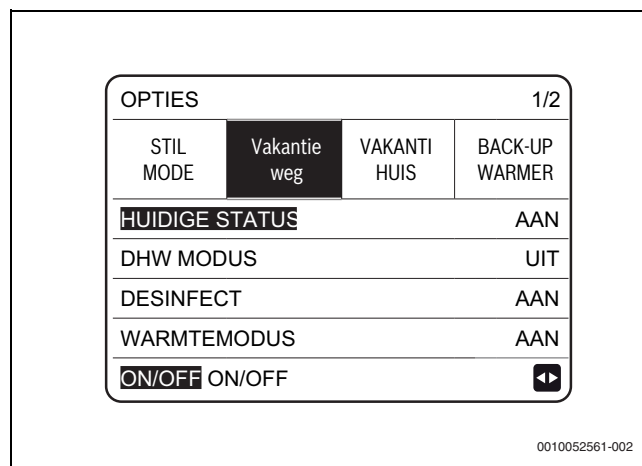 OPTIES 1/2
STIL MODE Vakantie weg VAKANTI HUIS BACK-UP WARMER
HUIDIGE STATUS AAN
DHW MODUS UIT
DESINFECT AAN
WARMTEMODUS AAN
ON/OFF ON/OFF
0010052561-002